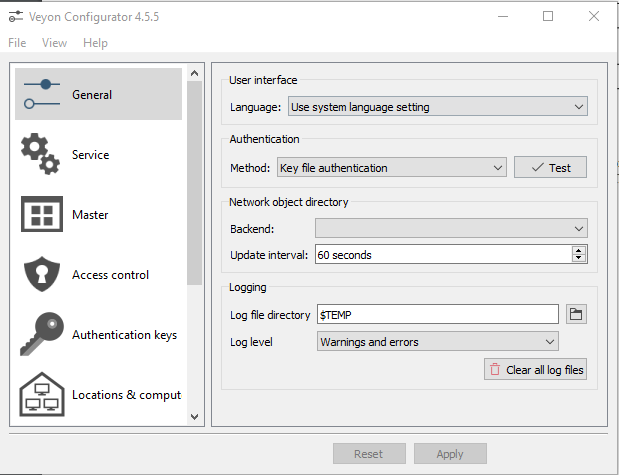 Veyon Configurator 4.5.5
File View Help
General
Service
Master
Access control
Authentication keys
Locations & comput
User interface
Language: Use system language setting
Authentication
Method: Key file authentication Test
Network object directory
Backend:
Update interval: 60 seconds
Logging
Log file directory $TEMP
Log level Warnings and errors
Clear all log files
Reset Apply